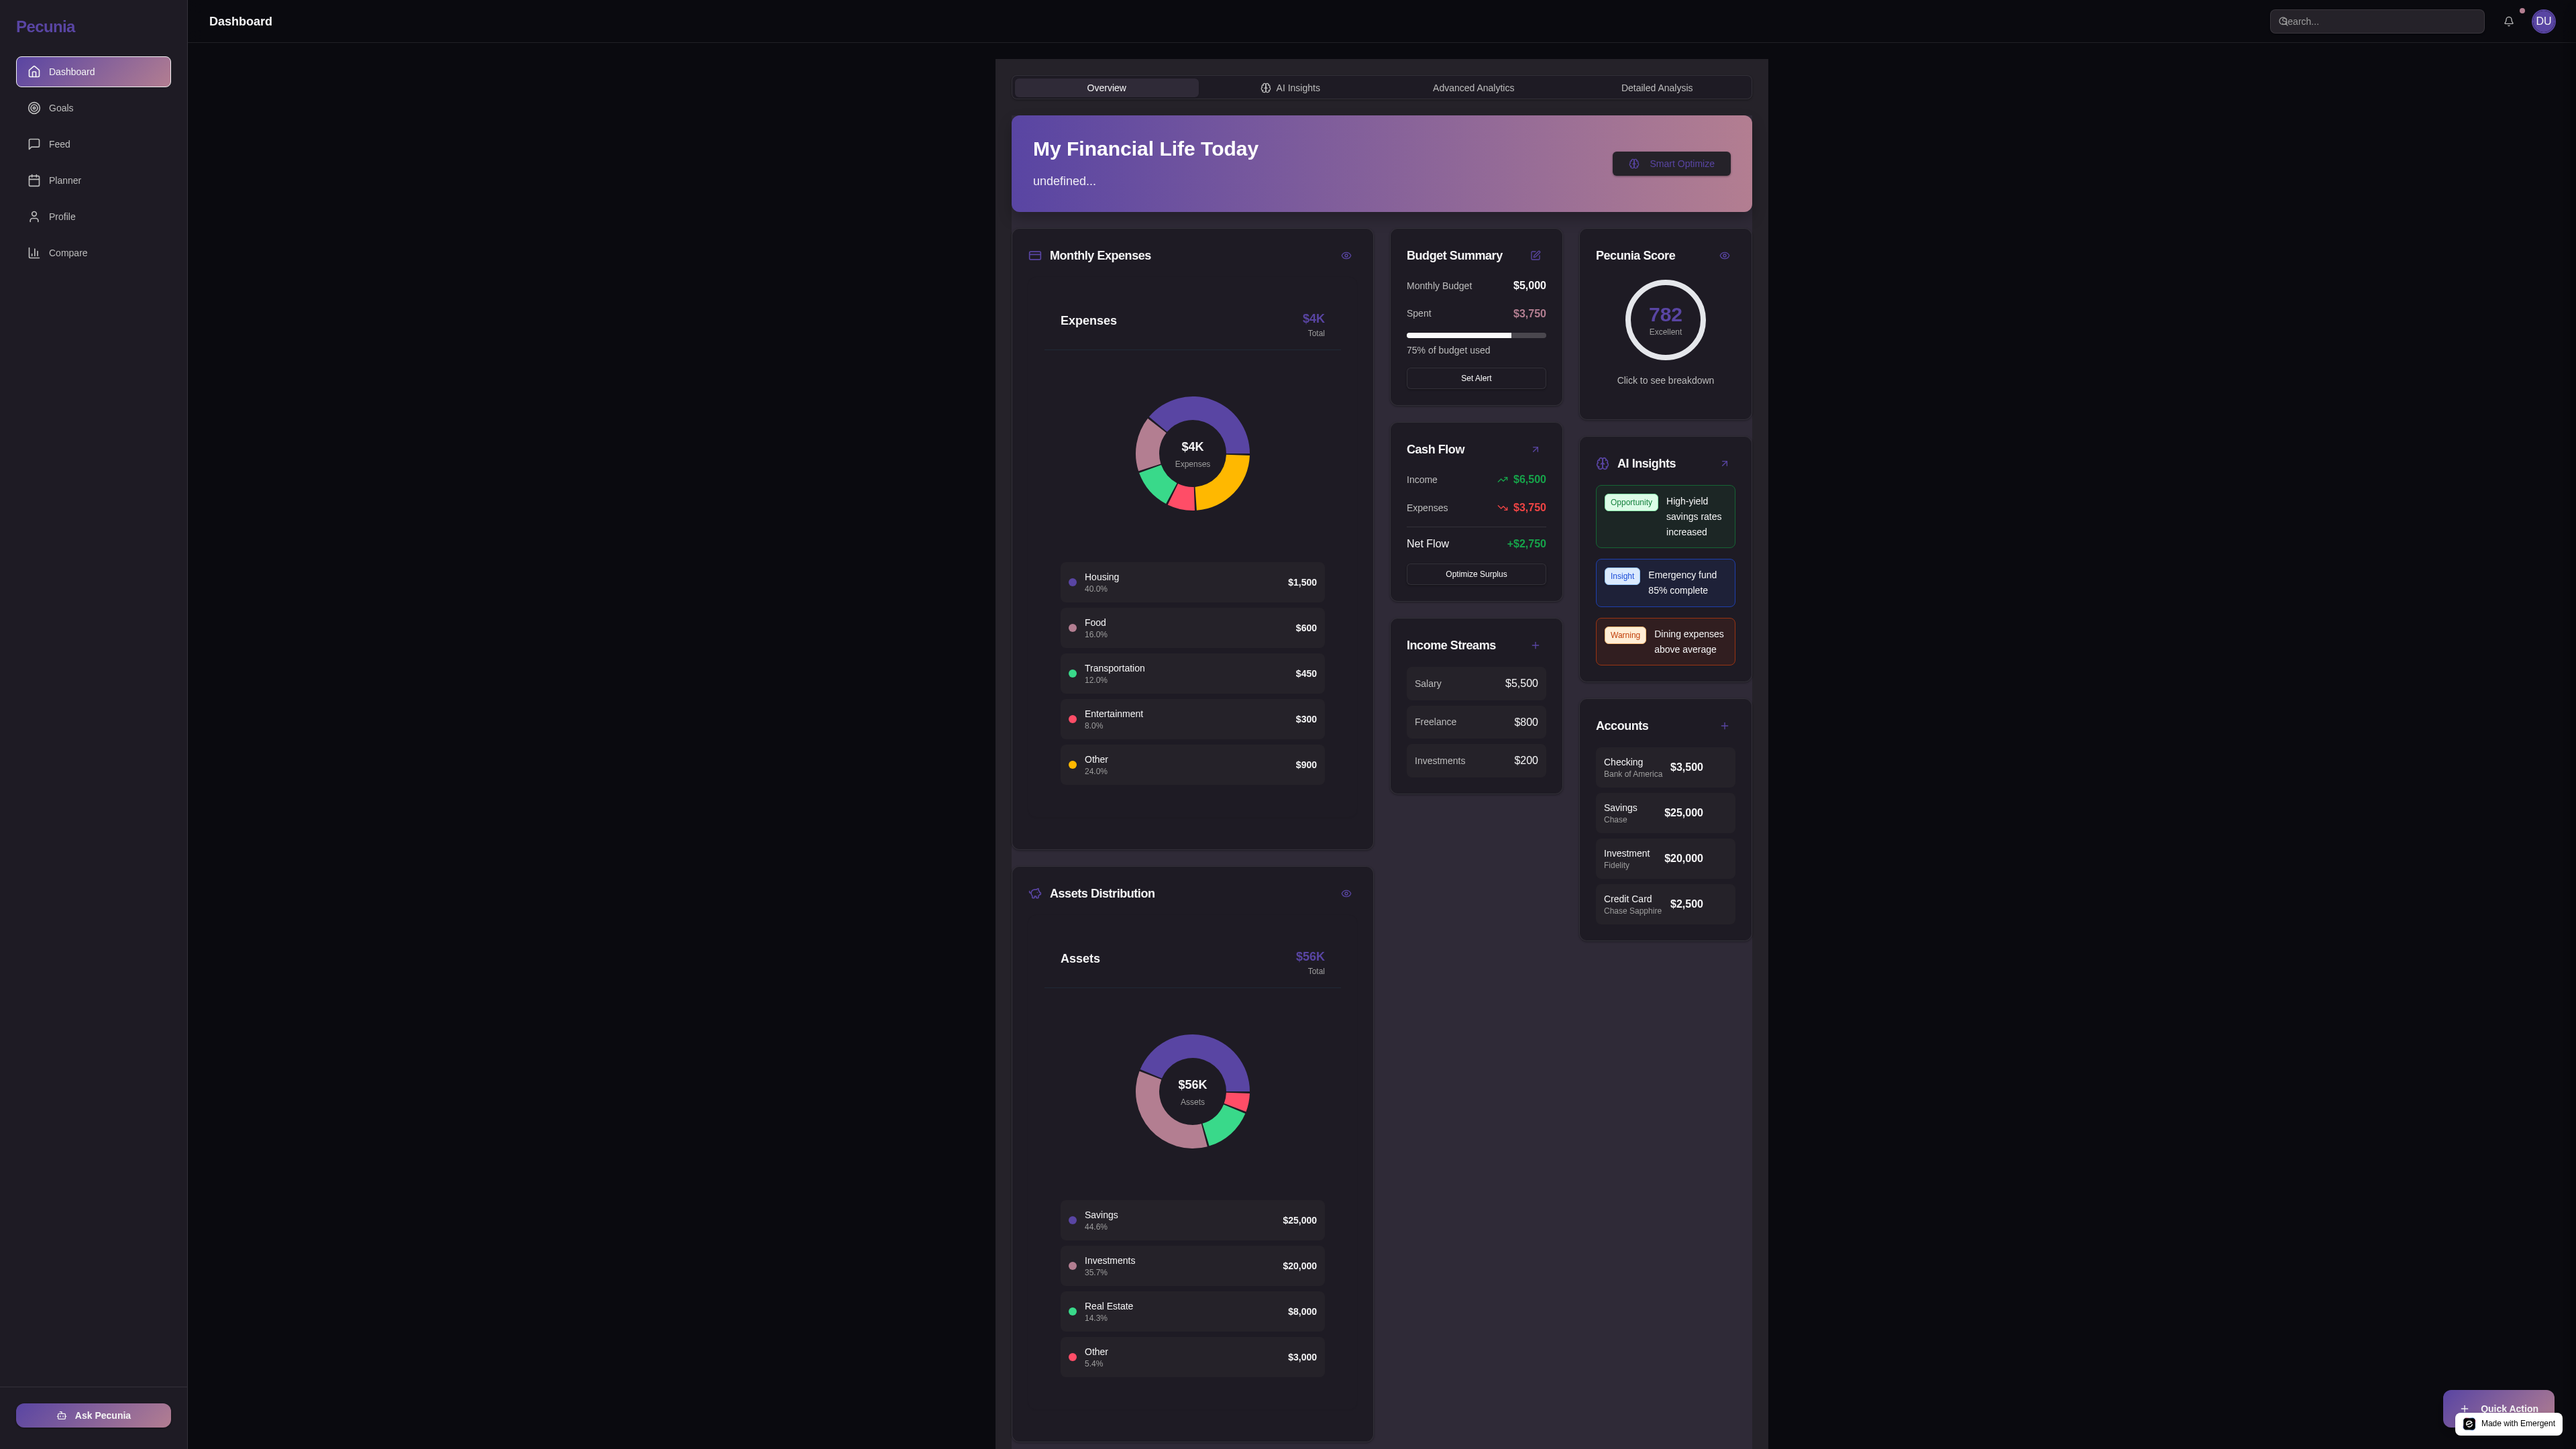 Pecunia
Dashboard
Goals
Feed
Planner
Profile
Compare
Ask Pecunia
Dashboard
Search...
DU
Overview
AI Insights
Advanced Analytics
Detailed Analysis
My Financial Life Today
undefined...
Smart Optimize
Monthly Expenses
Expenses
$4K
Total
$4K
Expenses
Housing
40.0%
$1,500
Food
16.0%
$600
Transportation
12.0%
$450
Entertainment
8.0%
$300
Other
24.0%
$900
Assets Distribution
Assets
$56K
Total
$56K
Assets
Savings
44.6%
$25,000
Investments
35.7%
$20,000
Real Estate
14.3%
$8,000
Other
5.4%
$3,000
Budget Summary
Monthly Budget $5,000
Spent $3,750
75% of budget used
Set Alert
Cash Flow
Income $6,500
Expenses $3,750
Net Flow +$2,750
Optimize Surplus
Income Streams
Salary $5,500
Freelance $800
Investments $200
Pecunia Score
782
Excellent
Click to see breakdown
AI Insights
Opportunity High-yield
savings rates
increased
Insight Emergency fund
85% complete
Warning Dining expenses
above average
Accounts
Checking
Bank of America
$3,500
Savings
Chase
$25,000
Investment
Fidelity
$20,000
Credit Card
Chase Sapphire
$2,500
Quick Action
Made with Emergent